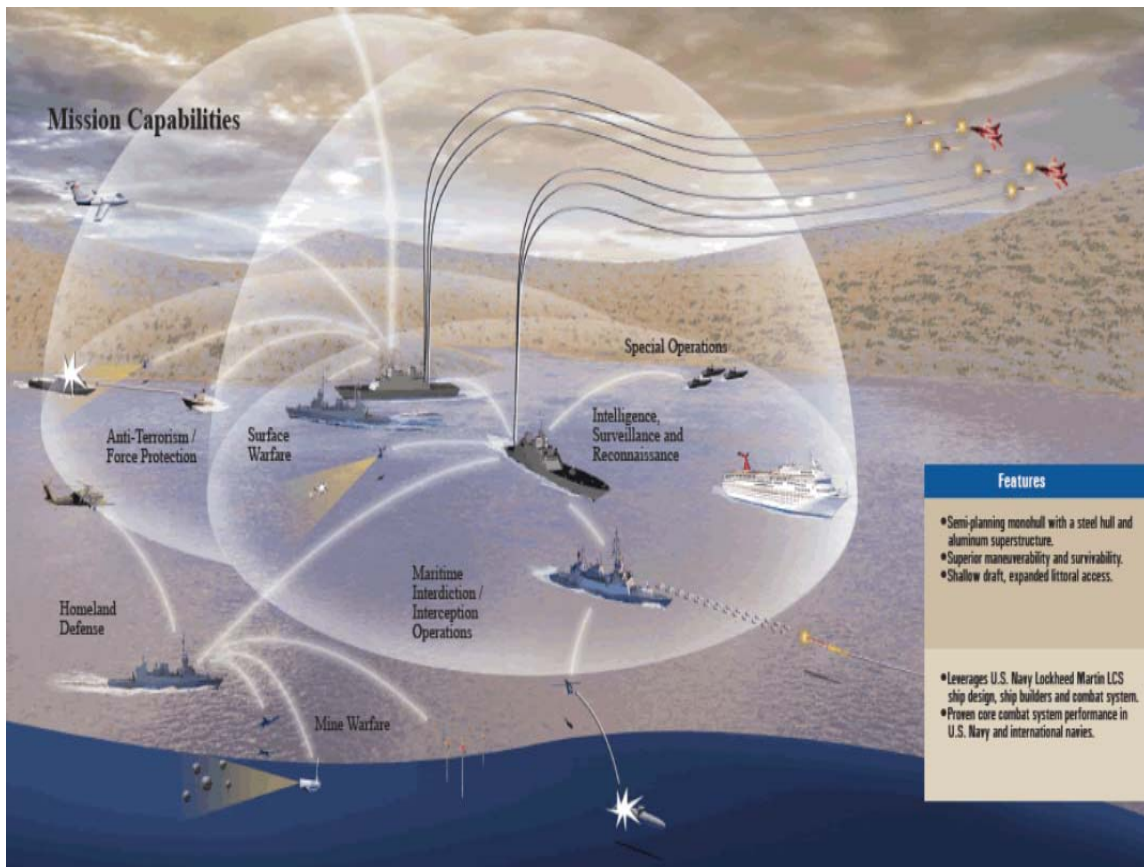 Mission Capabilities
Special Operations
Intelligence,
Surveillance and
Reconnaissance
Anti-Terrorism /
Force Protection
Surface
Warfare
Maritime
Interdiction /
Interception
Operations
Homeland
Defense
Mine Warfare
Features
•Semi-planning monohull with a steel hull and
aluminum superstructure.
•Superior maneuverability and survivability.
•Shallow draft, expanded littoral access.
•Leverages U.S. Navy Lockheed Martin LCS
ship design, ship builders and combat system.
•Proven core combat system performance in
U.S. Navy and international navies.